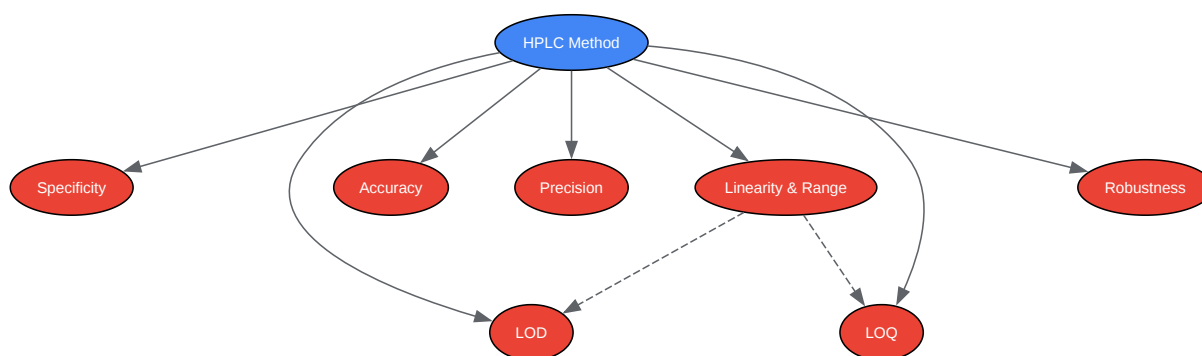 HPLC Method
Specificity
Accuracy
Precision
Linearity & Range
Robustness
LOD
LOQ